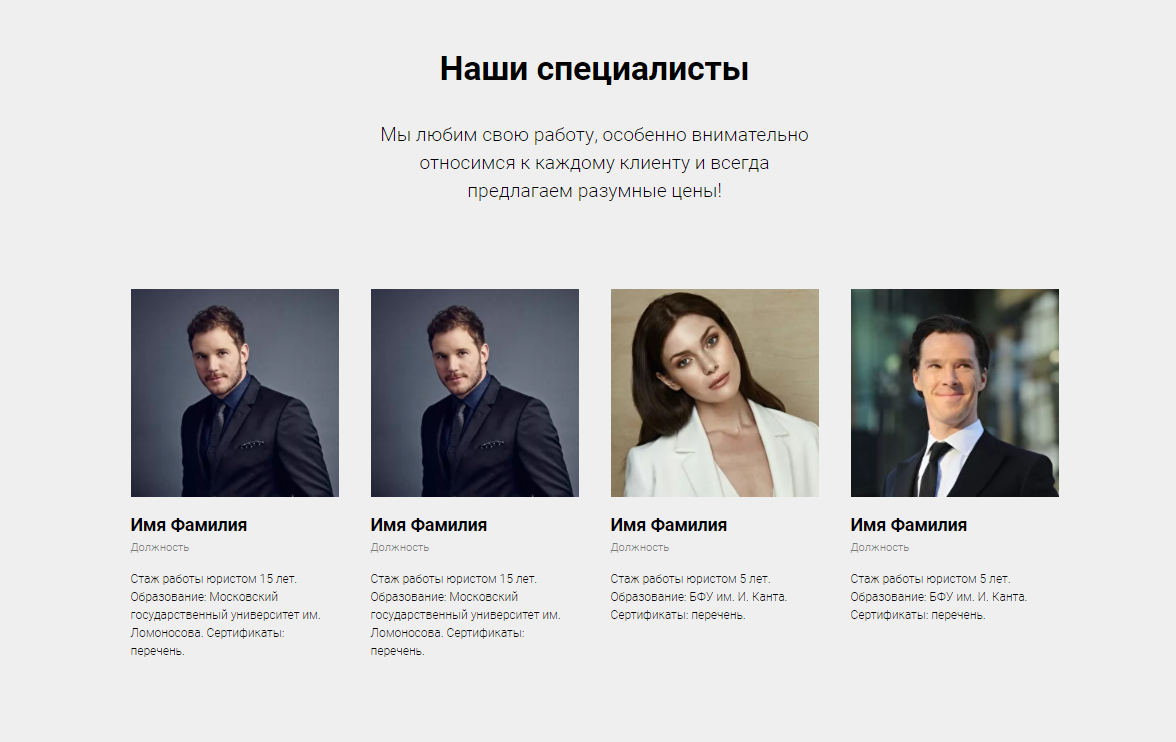 Наши специалисты
Мы любим свою работу, особенно внимательно
относимся к каждому клиенту и всегда
предлагаем разумные цены!
Имя Фамилия
Должность
Стаж работы юристом 15 лет.
Образование: Московский
государственный университет им.
Ломоносова. Сертификаты:
перечень.
Имя Фамилия
Должность
Стаж работы юристом 15 лет.
Образование: Московский
государственный университет им.
Ломоносова. Сертификаты:
перечень.
Имя Фамилия
Должность
Стаж работы юристом 5 лет.
Образование: БФУ им. И. Канта.
Сертификаты: перечень.
Имя Фамилия
Должность
Стаж работы юристом 5 лет.
Образование: БФУ им. И. Канта.
Сертификаты: перечень.